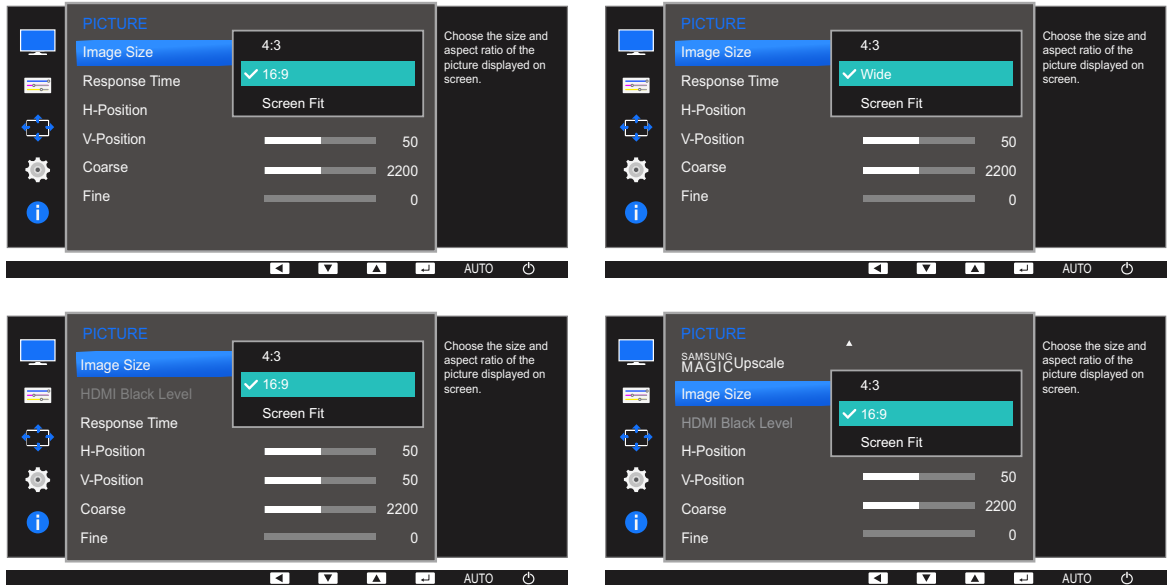 PICTURE
Image Size
4:3
Response Time
16:9
H-Position
Screen Fit
V-Position 50
Coarse 2200
Fine 0
Choose the size and
aspect ratio of the
picture displayed on
screen.
AUTO
PICTURE
Image Size
4:3
Response Time
Wide
H-Position
Screen Fit
V-Position 50
Coarse 2200
Fine 0
Choose the size and
aspect ratio of the
picture displayed on
screen.
AUTO
PICTURE
Image Size
4:3
HDMI Black Level
16:9
Response Time
Screen Fit
H-Position 50
V-Position 50
Coarse 2200
Fine 0
Choose the size and
aspect ratio of the
picture displayed on
screen.
AUTO
PICTURE
SAMSUNG
MAGICUpscale
Image Size
4:3
HDMI Black Level
16:9
H-Position
Screen Fit
V-Position 50
Coarse 2200
Fine 0
Choose the size and
aspect ratio of the
picture displayed on
screen.
AUTO